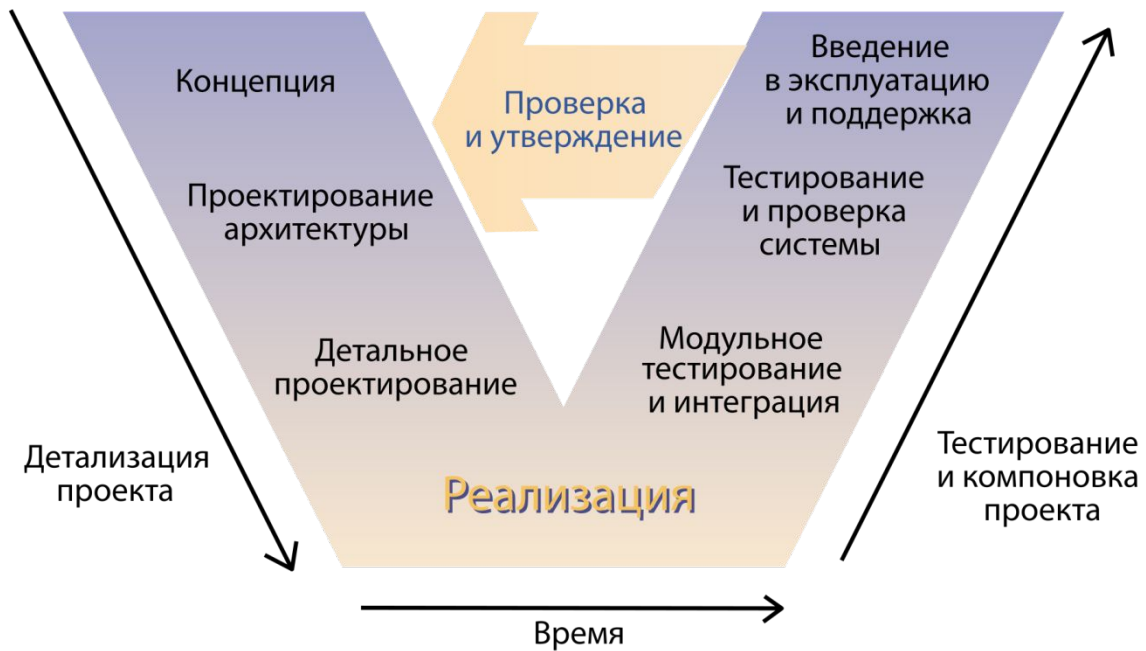 Концепция
Проектирование
архитектуры
Детальное
проектирование
Детализация
проекта
Реализация
Проверка
и утверждение
Введение
в эксплуатацию
и поддержка
Тестирование
и проверка
системы
Модульное
тестирование
и интеграция
Тестирование
и компоновка
проекта
Время